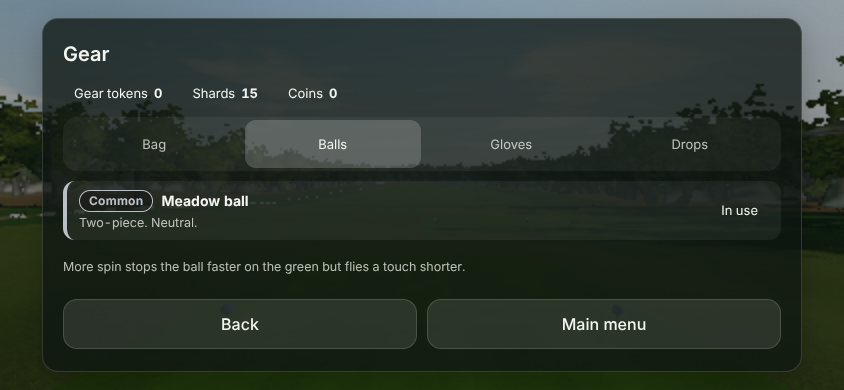 Gear
Gear tokens 0 Shards 15 Coins 0
Bag Balls Gloves Drops
Common Meadow ball
Two-piece. Neutral.
In use
More spin stops the ball faster on the green but flies a touch shorter.
Back Main menu